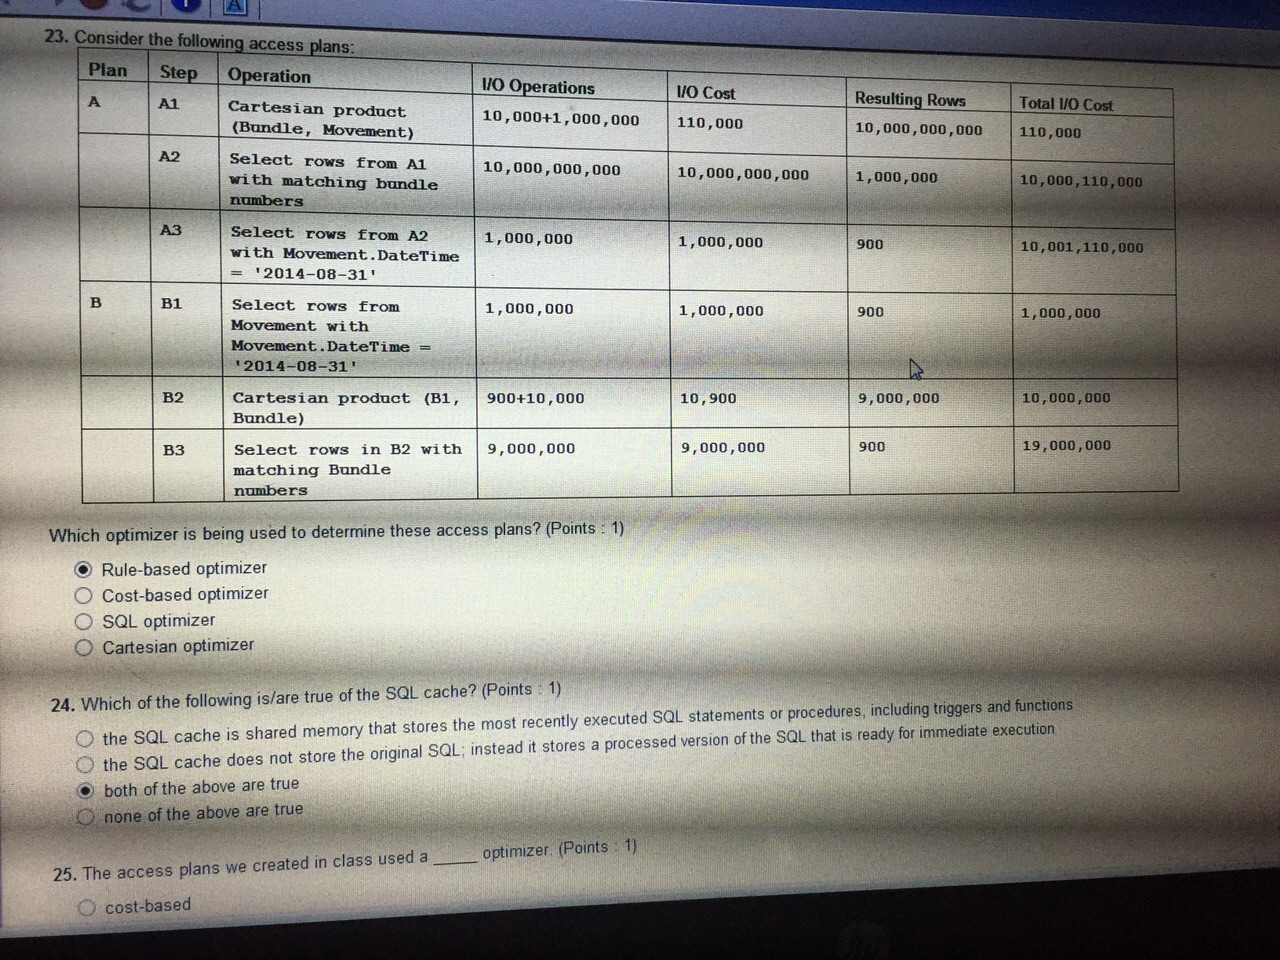 23. Consider the following access plans:
Plan Step Operation I/O Operations I/O Cost Resulting Rows Total I/O Cost
A A1 Cartesian product 10,000+1,000,000 110,000 10,000,000,000 110,000
(Bundle, Movement)
A2 Select rows from A1 10,000,000,000 10,000,000,000 1,000,000 10,000,110,000
with matching bundle
numbers
A3 Select rows from A2 1,000,000 1,000,000 900 10,001,110,000
with Movement.DateTime
= '2014-08-31'
B B1 Select rows from 1,000,000 1,000,000 900 1,000,000
Movement with
Movement.DateTime =
'2014-08-31'
B2 Cartesian product (B1, 900+10,000 10,900 9,000,000 10,000,000
Bundle)
B3 Select rows in B2 with 9,000,000 9,000,000 900 19,000,000
matching Bundle
numbers
Which optimizer is being used to determine these access plans? (Points : 1)
Rule-based optimizer
Cost-based optimizer
SQL optimizer
Cartesian optimizer
24. Which of the following is/are true of the SQL cache? (Points : 1)
the SQL cache is shared memory that stores the most recently executed SQL statements or procedures, including triggers and functions
the SQL cache does not store the original SQL; instead it stores a processed version of the SQL that is ready for immediate execution
both of the above are true
none of the above are true
25. The access plans we created in class used a _____ optimizer. (Points : 1)
cost-based